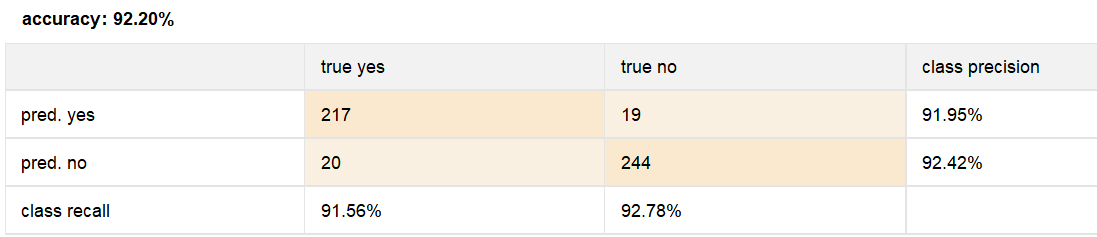 accuracy: 92.20%
true yes true no class precision
pred. yes 217 19 91.95%
pred. no 20 244 92.42%
class recall 91.56% 92.78%